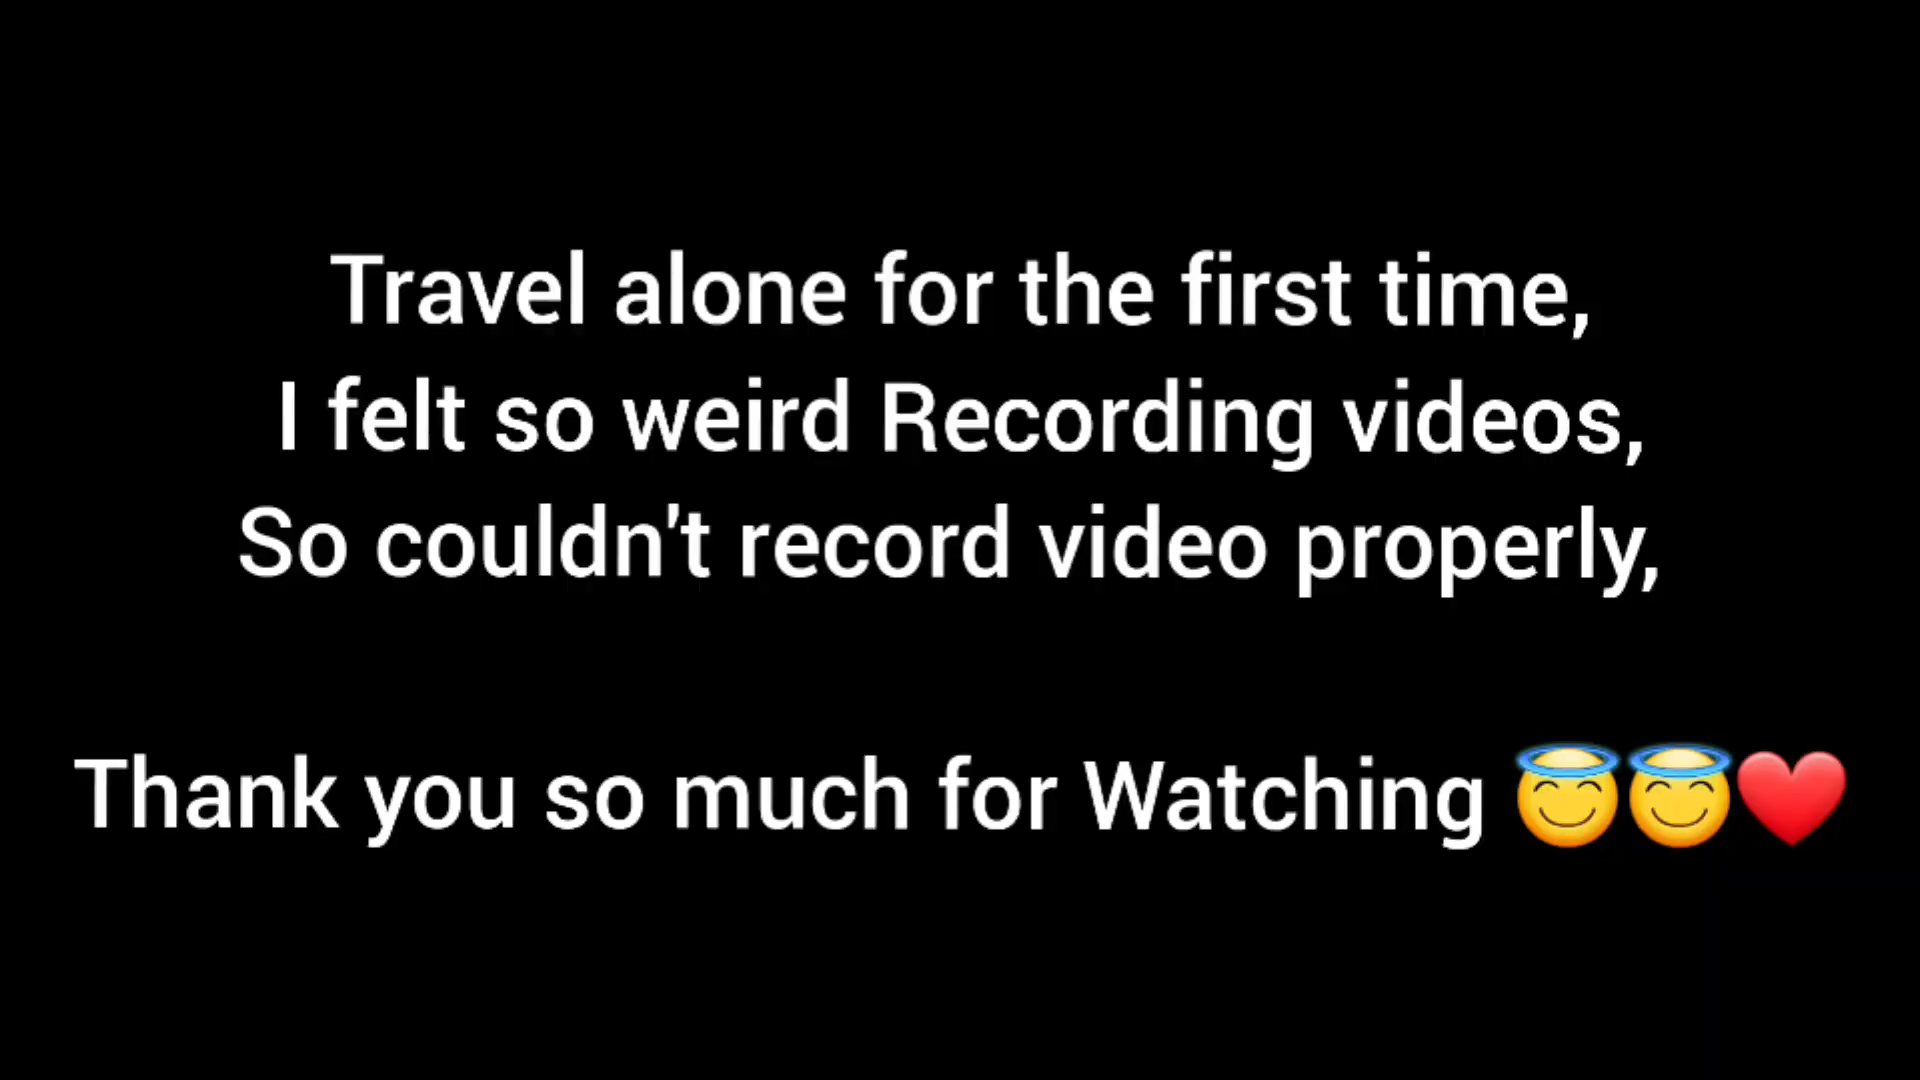 Travel alone for the first time,
I felt so weird Recording videos,
So couldn't record video properly,
Thank you so much for Watching 😇😇❤️